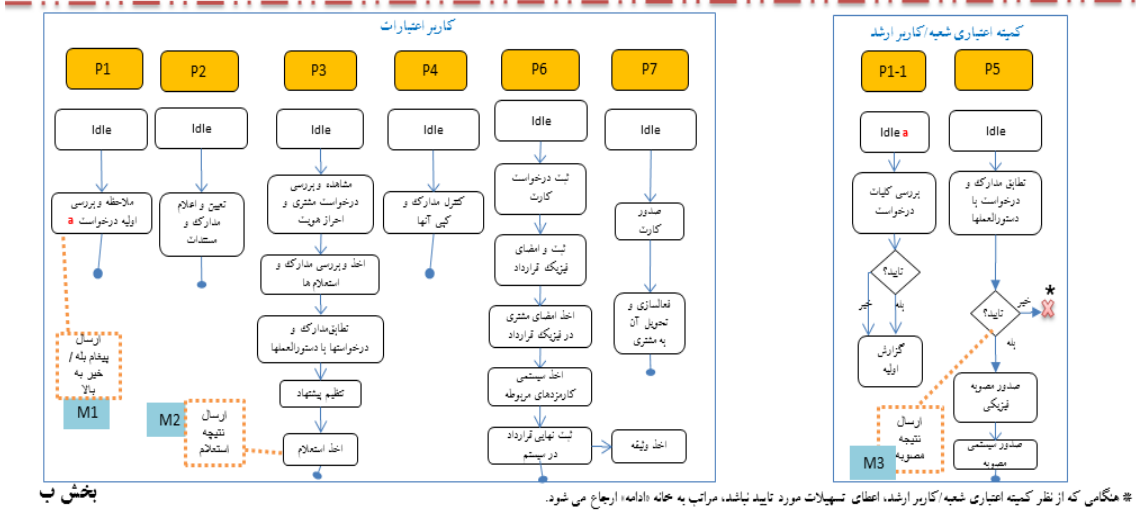 کاربر اعتبارات
کمیته اعتباری شعبه/کاربر ارشد
P1
P2
P3
P4
P6
P7
P1-1
P5
Idle
ملاحظه و بررسی
اولیه درخواست a
ارسال
پیغام بله /
خیر به
بالا
M1
Idle
تعیین و اعلام
مدارک و
مستندات
Idle
مشاهده و بررسی
درخواست مشتری و
احراز هویت
اخذ و بررسی مدارک و
استعلام ها
تطابق‌مدارک و
درخواستها با دستورالعملها
تنظیم پیشنهاد
اخذ استعلام
M2
ارسال
نتیجه
استعلام
Idle
کنترل مدارک و
کپی آنها
Idle
ثبت درخواست
کارت
ثبت و امضای
فیزیک قرارداد
اخذ امضای مشتری
در فیزیک قرارداد
اخذ سیستمی
کارمزدهای مربوطه
ثبت نهایی قرارداد
در سیستم
اخذ وثیقه
Idle
صدور
کارت
فعالسازی و
تحویل آن
به مشتری
Idle a
بررسی کلیات
درخواست
تایید؟
خیر
بله
گزارش
اولیه
Idle
تطابق مدارک و
درخواست با
دستورالعملها
تایید؟
خیر
*
X
بله
صدور مصوبه
فیزیکی
صدور سیستمی
مصوبه
ارسال
نتیجه
مصوبه
M3
بخش ب
* هنگامی که از نظر کمیته اعتباری شعبه/کاربر ارشد، اعطای تسهیلات مورد تایید نباشد، مراتب به خانه «ادامه» ارجاع می شود.